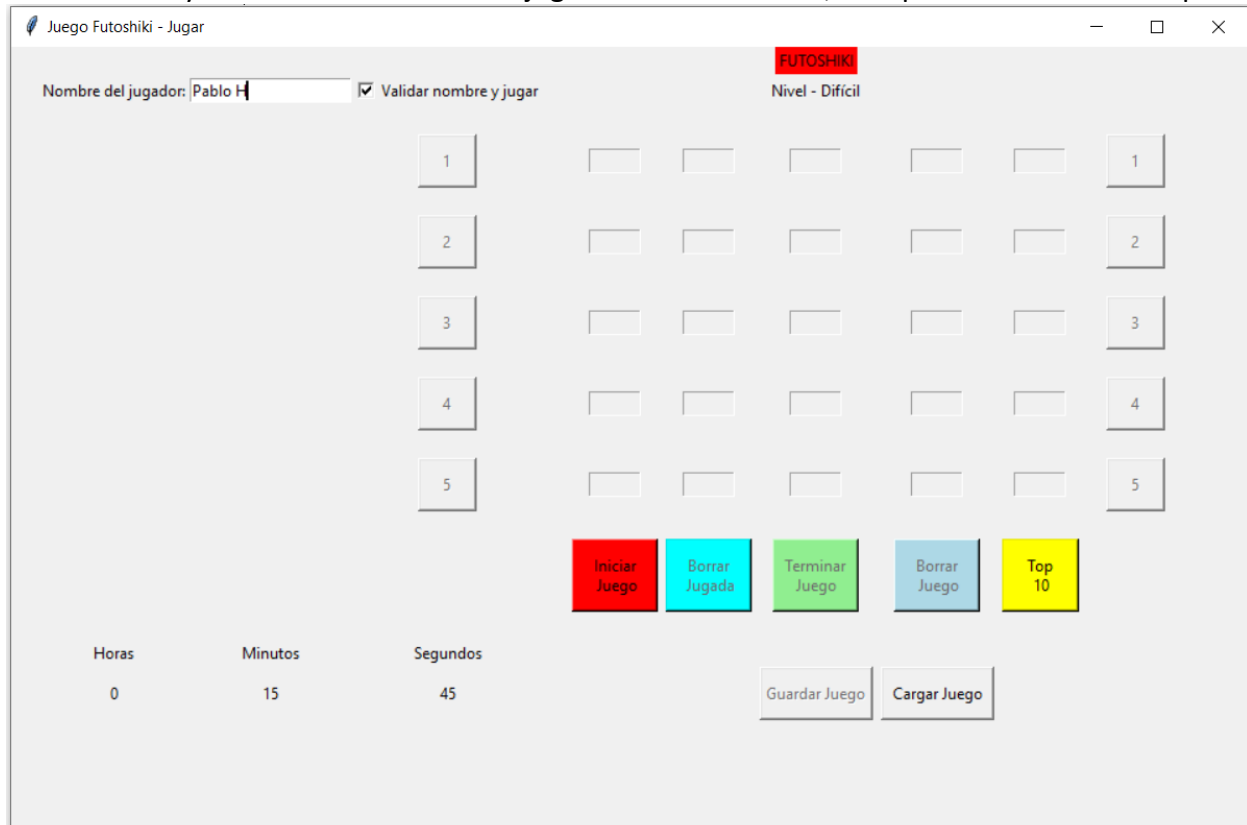 Juego Futoshiki - Jugar
FUTOSHIKI
Nombre del jugador: Pablo H Validar nombre y jugar Nivel - Difícil
1 1
2 2
3 3
4 4
5 5
Iniciar Borrar Terminar Borrar Top
Juego Jugada Juego Juego 10
Horas Minutos Segundos
0 15 45 Guardar Juego Cargar Juego